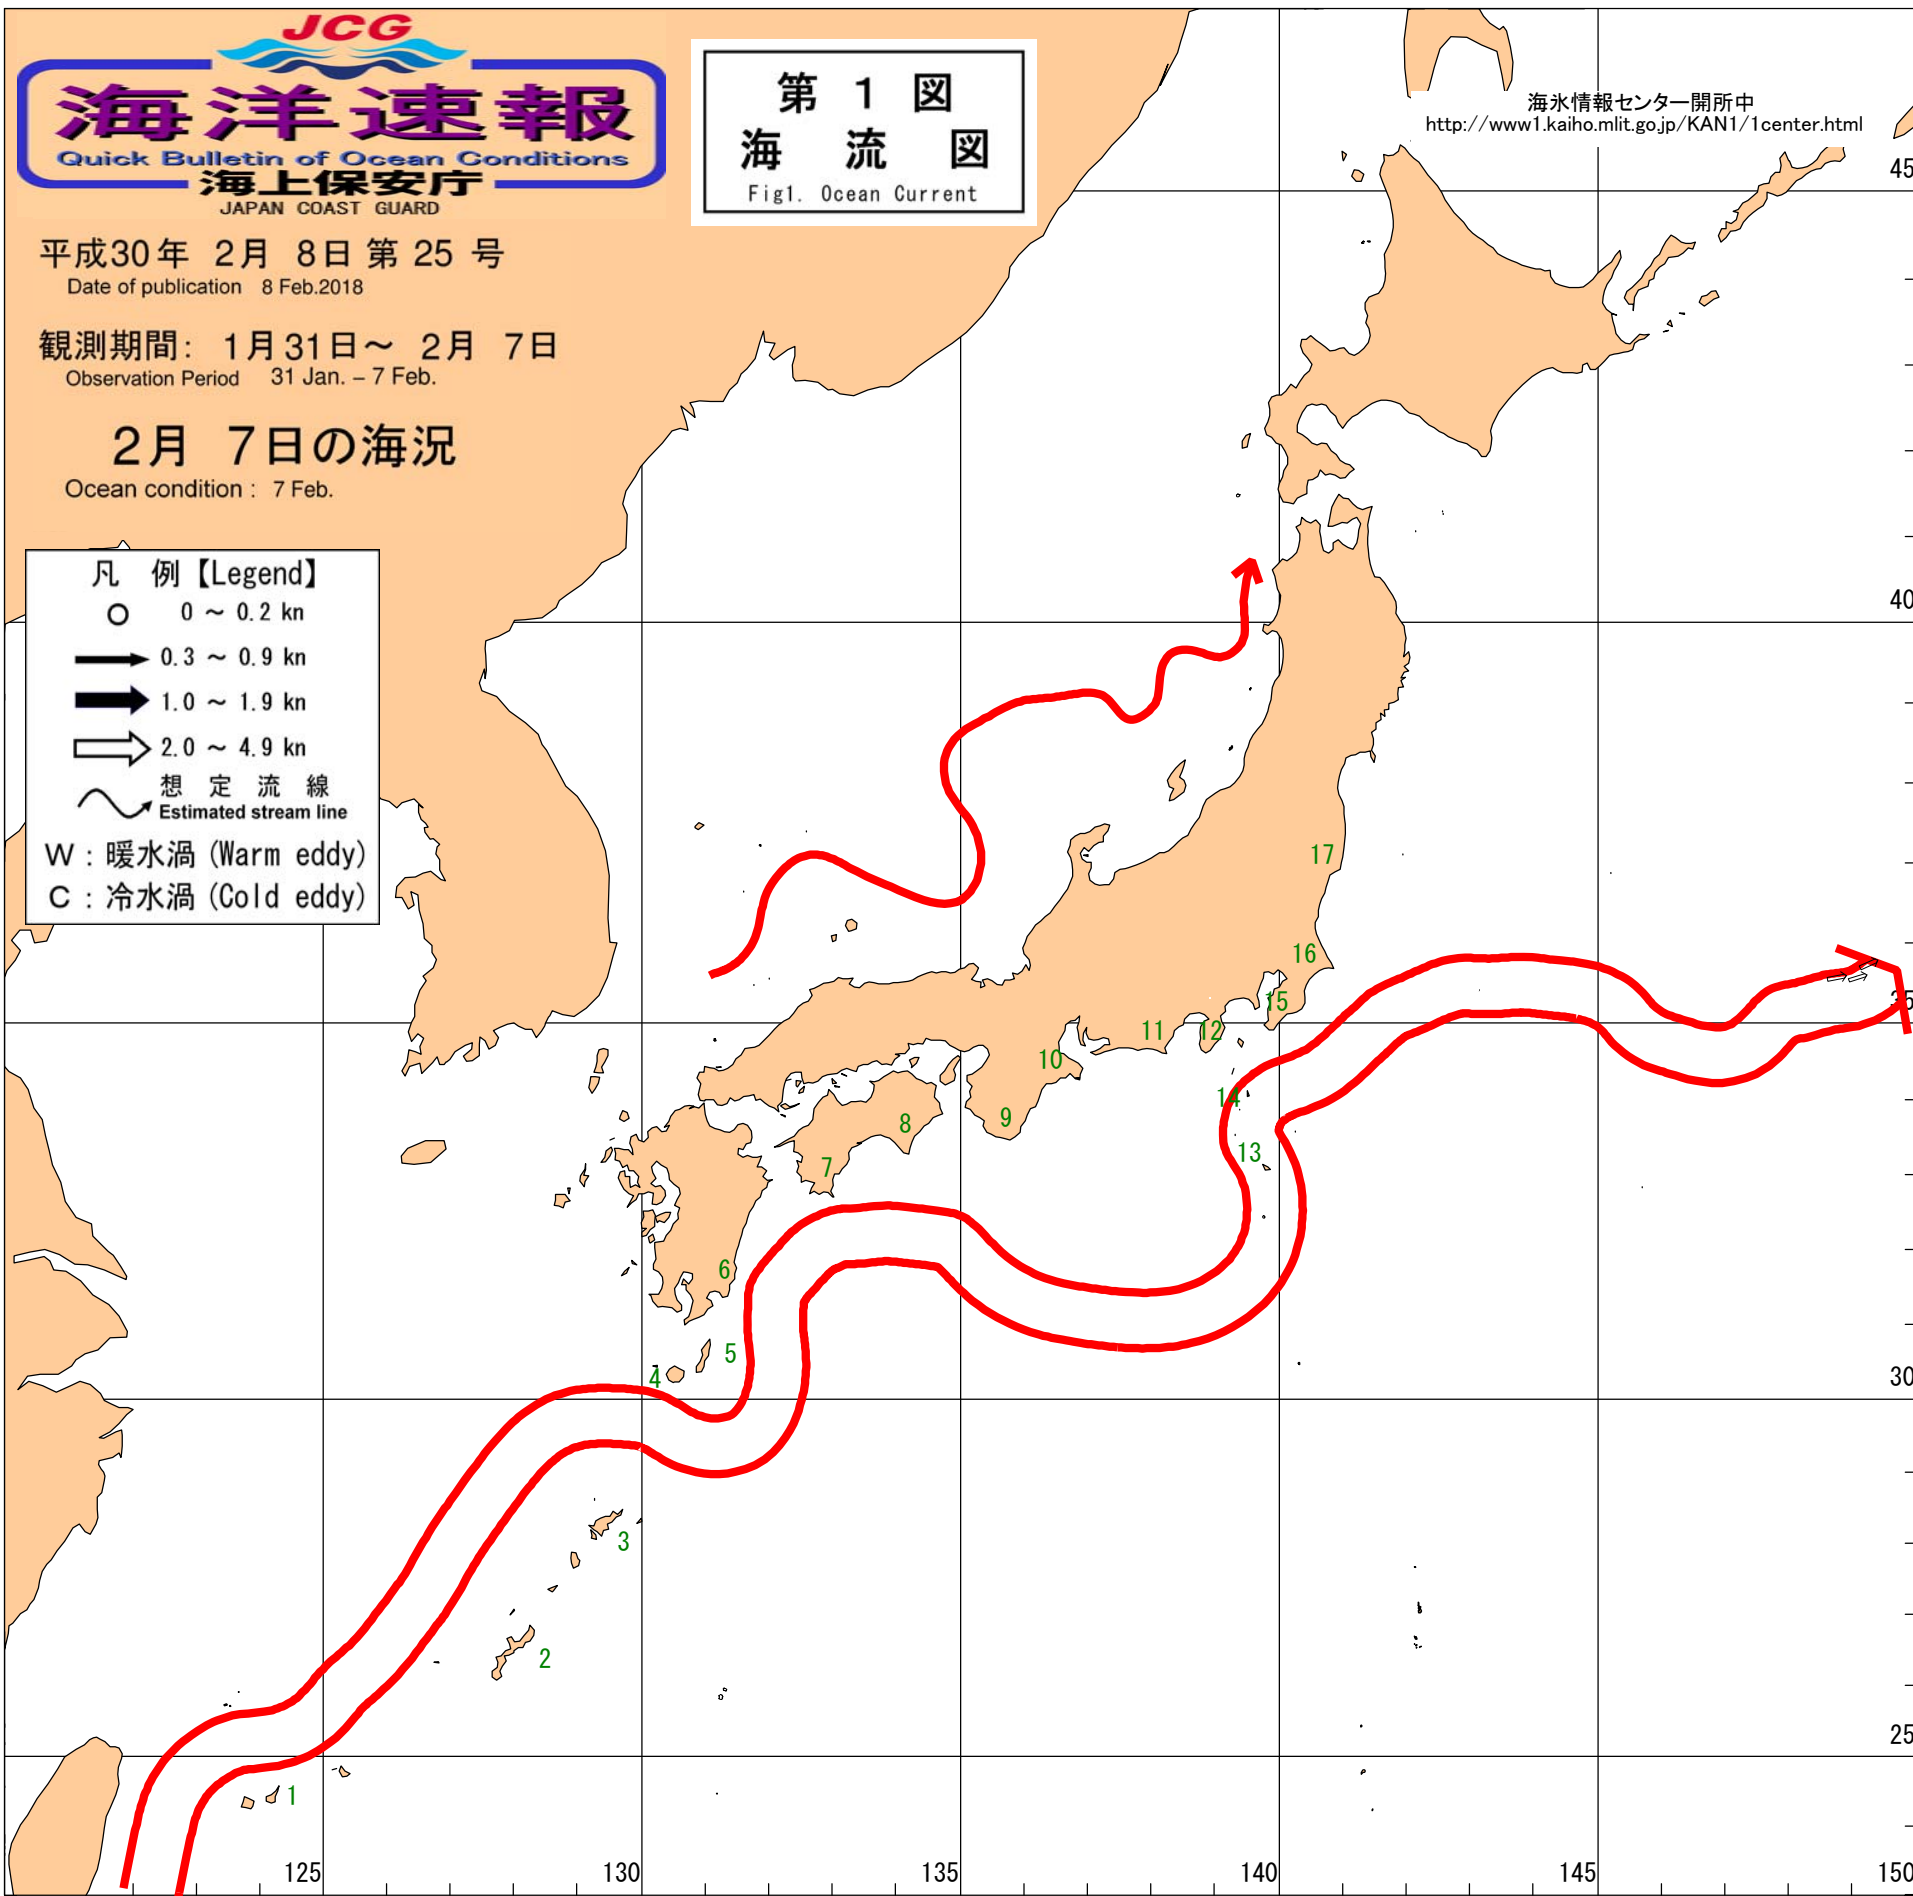 JCG
海洋速報
Quick Bulletin of Ocean Conditions
海上保安庁
JAPAN COAST GUARD
第 1 図
海 流 図
Fig1. Ocean Current
海氷情報センター開所中
http://www1.kaiho.mlit.go.jp/KAN1/1center.html
平成30年 2月 8日 第 25 号
Date of publication 8 Feb.2018
観測期間: 1月31日～ 2月 7日
Observation Period 31 Jan. – 7 Feb.
2月 7日の海況
Ocean condition : 7 Feb.
凡 例【Legend】
0 ～ 0.2 kn
0.3 ～ 0.9 kn
1.0 ～ 1.9 kn
2.0 ～ 4.9 kn
想 定 流 線
Estimated stream line
W : 暖水渦 (Warm eddy)
C : 冷水渦 (Cold eddy)
45
40
35
30
25
17
16
15
14
13
12
11
10
9
8
7
6
5
4
3
2
1
125
130
135
140
145
150